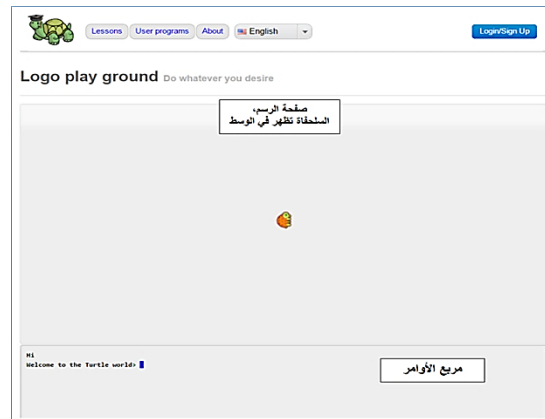 Lessons User programs About English Login/Sign Up
Logo play ground Do whatever you desire
صفحة الرسم،
السلحفاة تظهر في الوسط
Hi
Welcome to the Turtle world>
مربع الأوامر